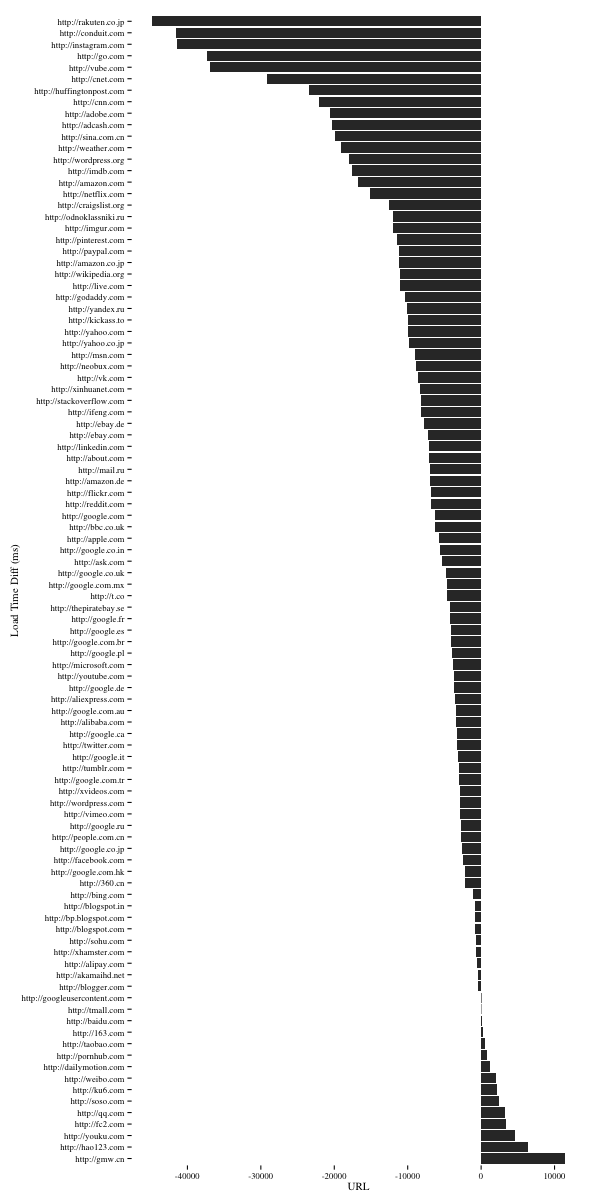 http://rakuten.co.jp
http://conduit.com
http://instagram.com
http://go.com
http://vube.com
http://cnet.com
http://huffingtonpost.com
http://cnn.com
http://adobe.com
http://adcash.com
http://sina.com.cn
http://weather.com
http://wordpress.org
http://imdb.com
http://amazon.com
http://netflix.com
http://craigslist.org
http://odnoklassniki.ru
http://imgur.com
http://pinterest.com
http://paypal.com
http://amazon.co.jp
http://wikipedia.org
http://live.com
http://godaddy.com
http://yandex.ru
http://kickass.to
http://yahoo.com
http://yahoo.co.jp
http://msn.com
http://neobux.com
http://vk.com
http://xinhuanet.com
http://stackoverflow.com
http://ifeng.com
http://ebay.de
http://ebay.com
http://linkedin.com
http://about.com
http://mail.ru
http://amazon.de
http://flickr.com
http://reddit.com
http://google.com
http://bbc.co.uk
http://apple.com
http://google.co.in
http://ask.com
http://google.co.uk
http://google.com.mx
http://t.co
http://thepiratebay.se
http://google.fr
http://google.es
http://google.com.br
http://google.pl
http://microsoft.com
http://youtube.com
http://google.de
http://aliexpress.com
http://google.com.au
http://alibaba.com
http://google.ca
http://twitter.com
http://google.it
http://tumblr.com
http://google.com.tr
http://xvideos.com
http://wordpress.com
http://vimeo.com
http://google.ru
http://people.com.cn
http://google.co.jp
http://facebook.com
http://google.com.hk
http://360.cn
http://bing.com
http://blogspot.in
http://bp.blogspot.com
http://blogspot.com
http://sohu.com
http://xhamster.com
http://alipay.com
http://akamaihd.net
http://blogger.com
http://googleusercontent.com
http://tmall.com
http://baidu.com
http://163.com
http://taobao.com
http://pornhub.com
http://dailymotion.com
http://weibo.com
http://ku6.com
http://soso.com
http://qq.com
http://fc2.com
http://youku.com
http://hao123.com
http://gmw.cn
Load Time Diff (ms)
-40000 -30000 -20000 -10000 0 10000
URL